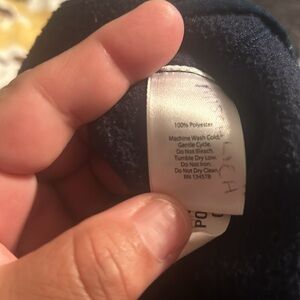 100% Polyester
Machine Wash Cold,
Gentle Cycle,
Do Not Bleach,
Tumble Dry Low,
Do Not Iron,
Do Not Dry Clean,
RN 134578